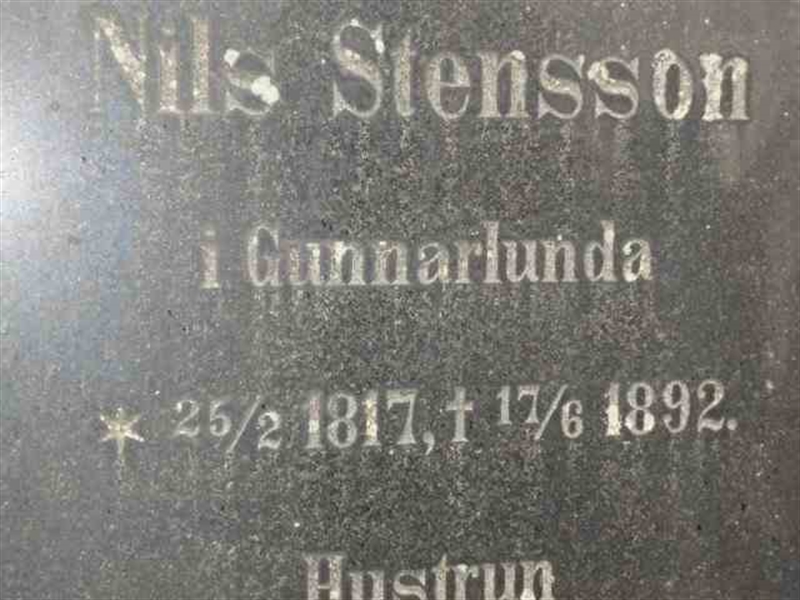 Nils Stensson
i Gunnarlunda
* 25/2 1817, † 17/6 1892.
Hustrun